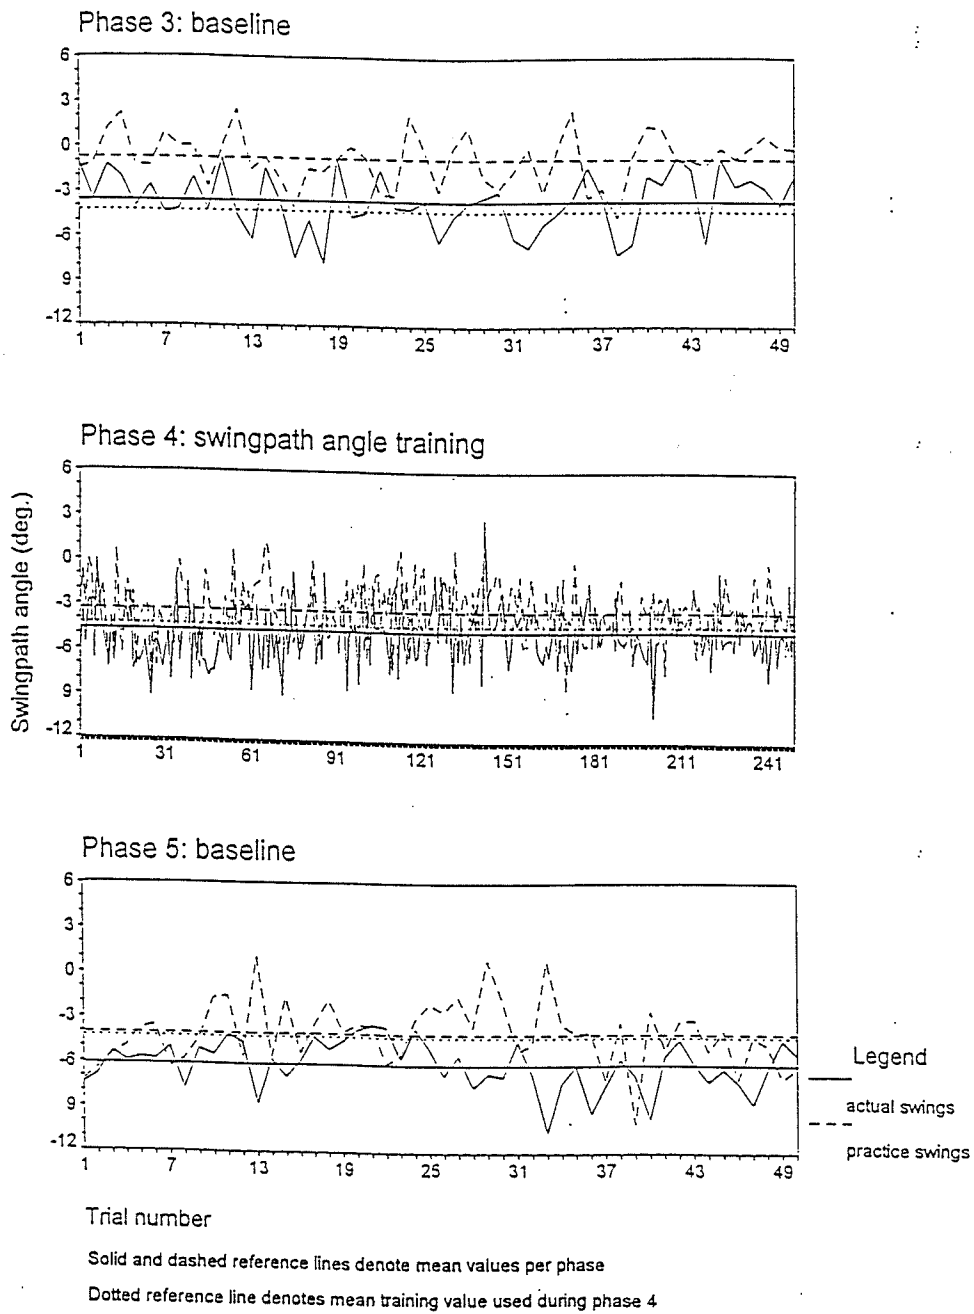 Phase 3: baseline
6
3
0
-3
-6
9
-12
1 7 13 19 25 31 37 43 49
Phase 4: swingpath angle training
Swingpath angle (deg.)
6
3
0
-3
-6
9
-12
1 31 61 91 121 151 181 211 241
Phase 5: baseline
6
3
0
-3
-6
9
-12
1 7 13 19 25 31 37 43 49
Legend
actual swings
practice swings
Trial number
Solid and dashed reference lines denote mean values per phase
Dotted reference line denotes mean training value used during phase 4